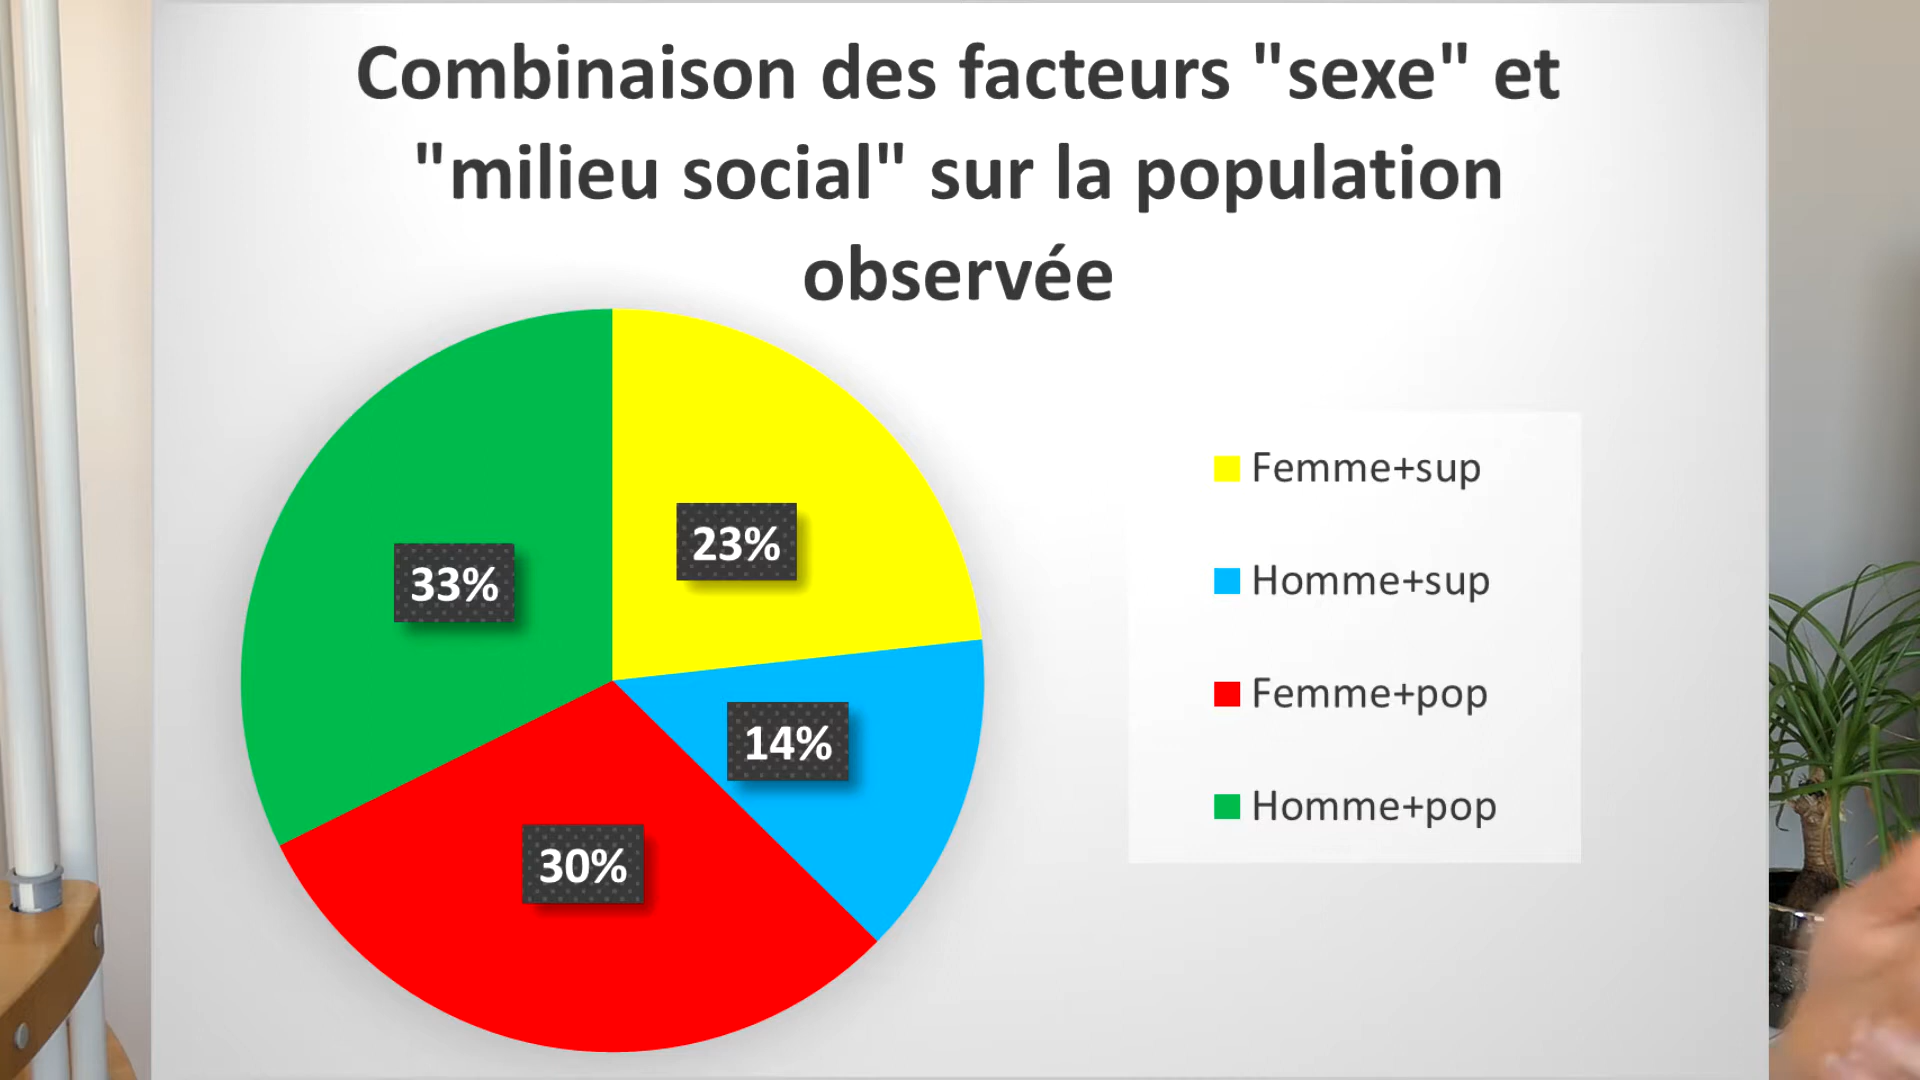 Combinaison des facteurs "sexe" et
"milieu social" sur la population
observée
23%
33%
14%
30%
Femme+sup
Homme+sup
Femme+pop
Homme+pop